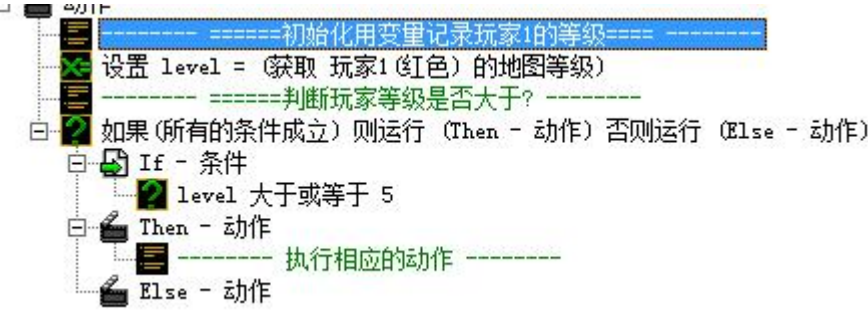 动作
-------- ======初始化用变量记录玩家1的等级==== --------
设置 level = (获取 玩家1(红色) 的地图等级)
-------- ======判断玩家等级是否大于? --------
如果(所有的条件成立) 则运行 (Then - 动作) 否则运行 (Else - 动作)
If - 条件
level 大于或等于 5
Then - 动作
-------- 执行相应的动作 --------
Else - 动作